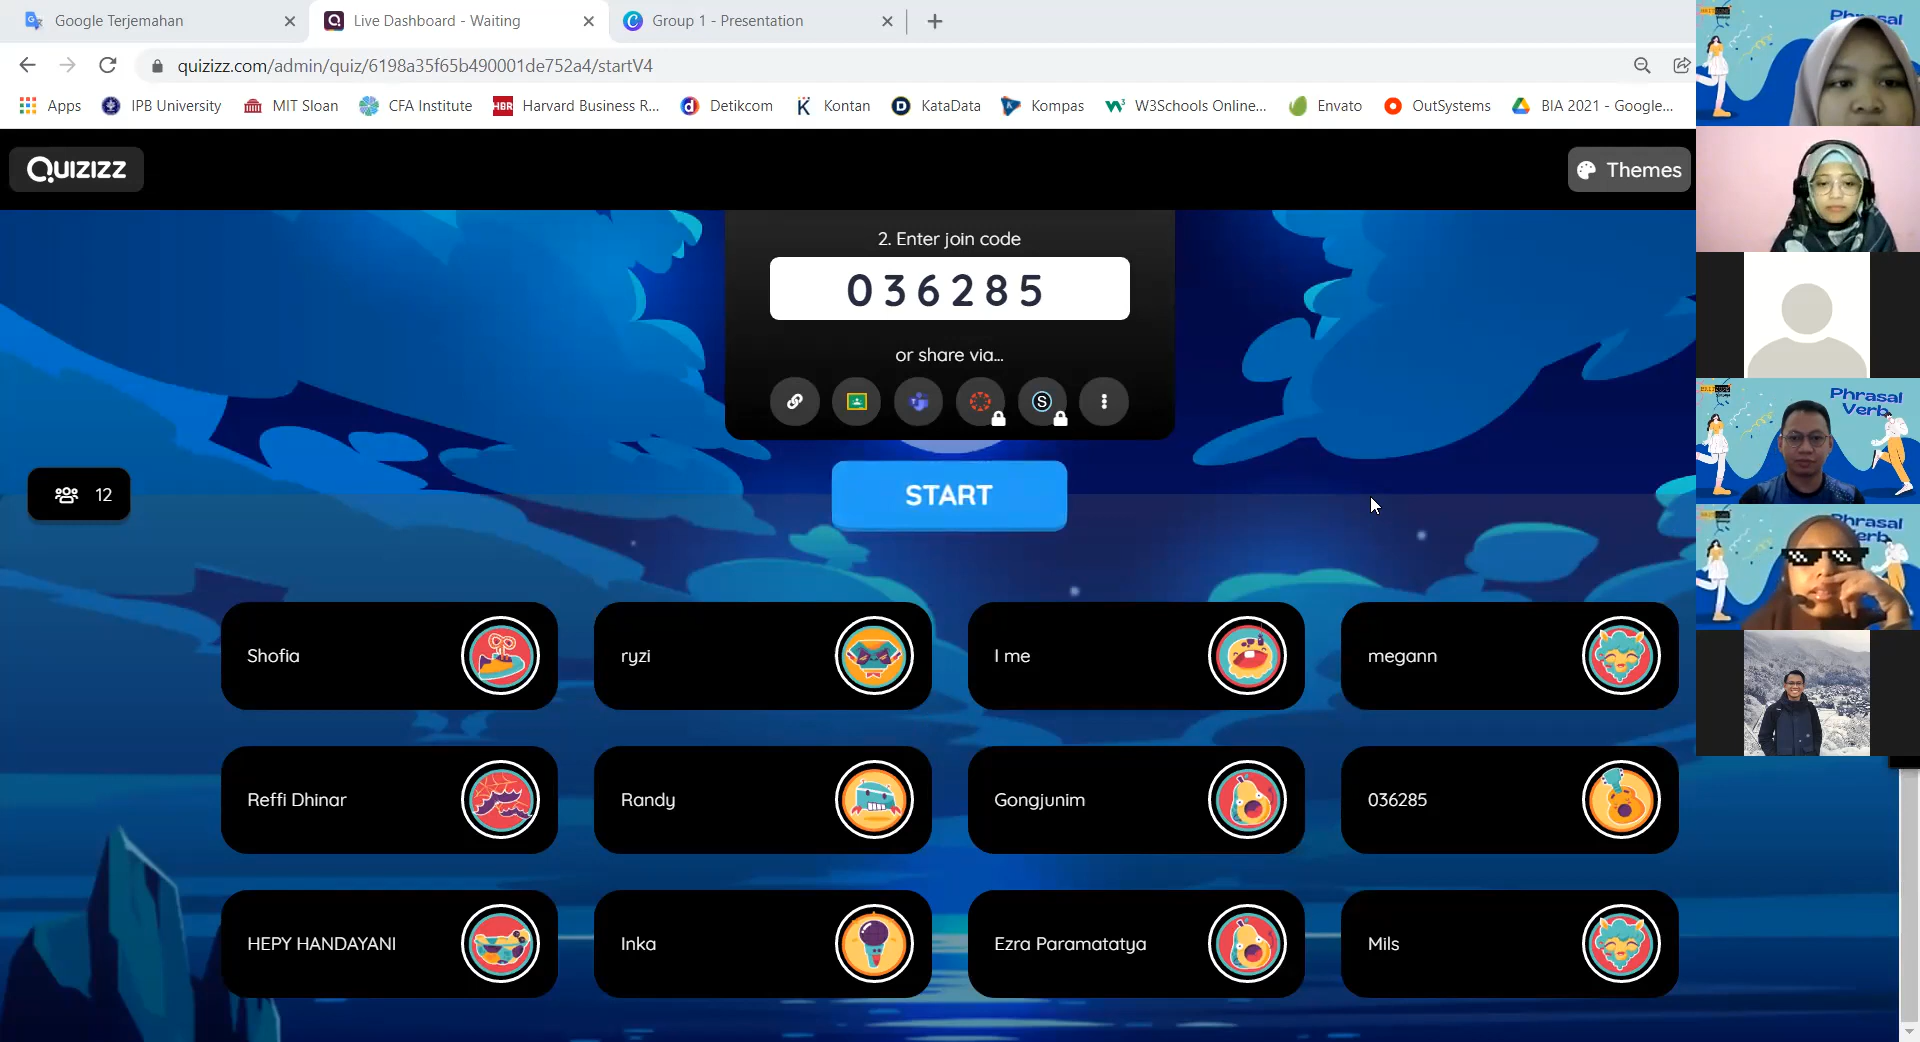 Google Terjemahan
Live Dashboard - Waiting
Group 1 - Presentation
quizizz.com/admin/quiz/6198a35f65b490001de752a4/startV4
Apps
IPB University
MIT Sloan
CFA Institute
HBR
Harvard Business R...
Detikcom
Kontan
KataData
Kompas
W3Schools Online...
Envato
OutSystems
BIA 2021 - Google...
Quizizz
Themes
2. Enter join code
036285
or share via...
12
START
Shofia
ryzi
I me
megann
Reffi Dhinar
Randy
Gongjunim
036285
HEPY HANDAYANI
Inka
Ezra Paramatatya
Mils
Phrasal
Verb